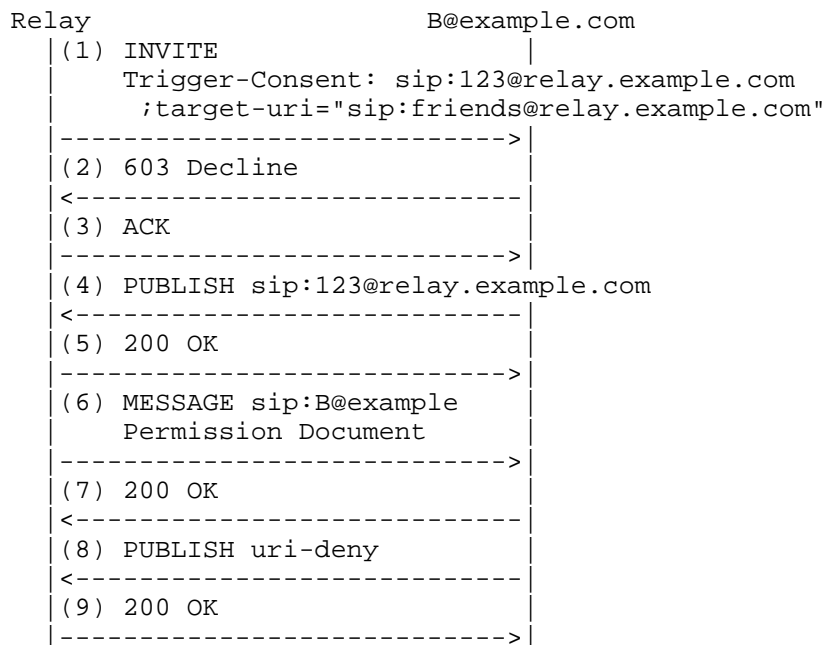 Relay                           B@example.com
  |(1) INVITE                  |
  |    Trigger-Consent: sip:123@relay.example.com
  |     ;target-uri="sip:friends@relay.example.com"
  |--------------------------->|
  |(2) 603 Decline             |
  |<---------------------------|
  |(3) ACK                     |
  |--------------------------->|
  |(4) PUBLISH sip:123@relay.example.com
  |<---------------------------|
  |(5) 200 OK                  |
  |--------------------------->|
  |(6) MESSAGE sip:B@example   |
  |    Permission Document     |
  |--------------------------->|
  |(7) 200 OK                  |
  |<---------------------------|
  |(8) PUBLISH uri-deny        |
  |<---------------------------|
  |(9) 200 OK                  |
  |--------------------------->|